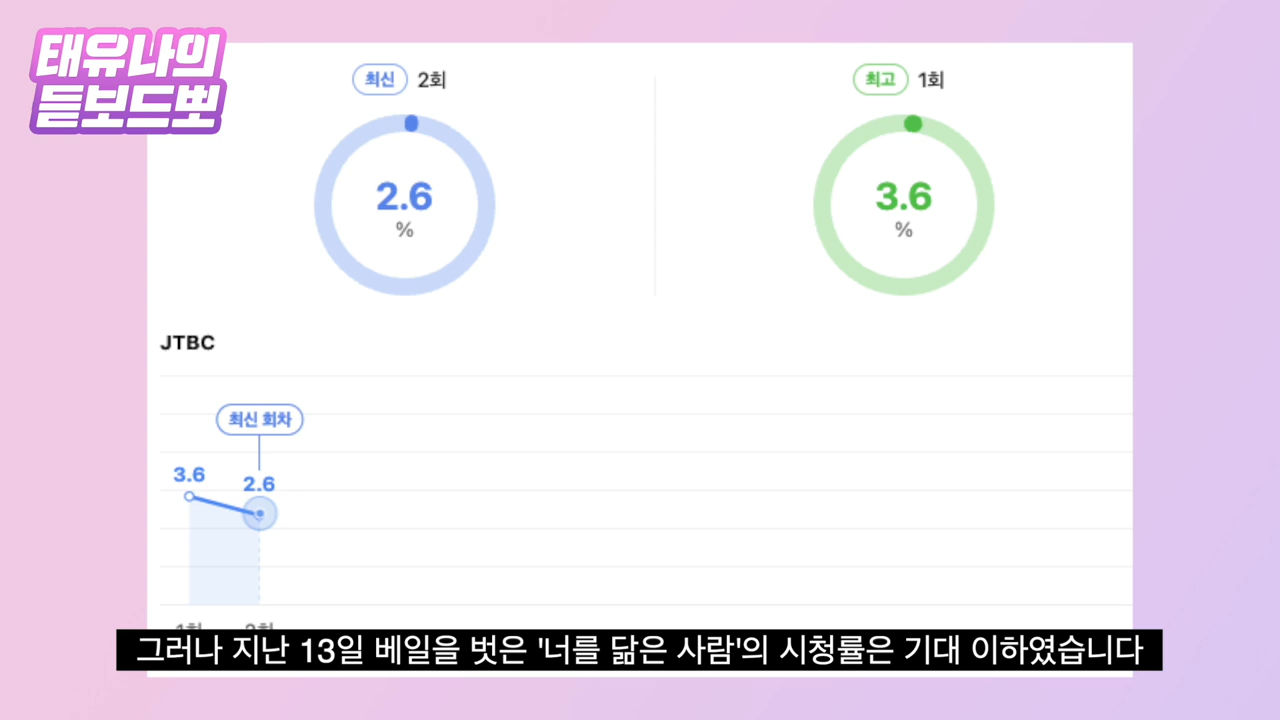 태유나의
듣보드뽀
최신 2회
최고 1회
2.6
%
3.6
%
JTBC
최신 회차
3.6
2.6
그러나 지난 13일 베일을 벗은 '너를 닮은 사람'의 시청률은 기대 이하였습니다